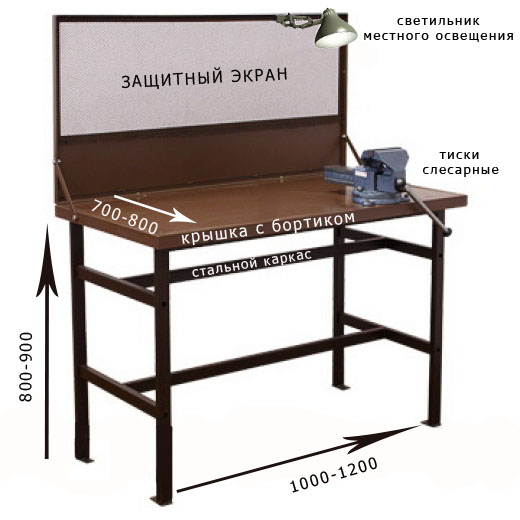 светильник
местного освещения
ЗАЩИТНЫЙ ЭКРАН
тиски
слесарные
700-800
крышка с бортиком
стальной каркас
800-900
1000-1200